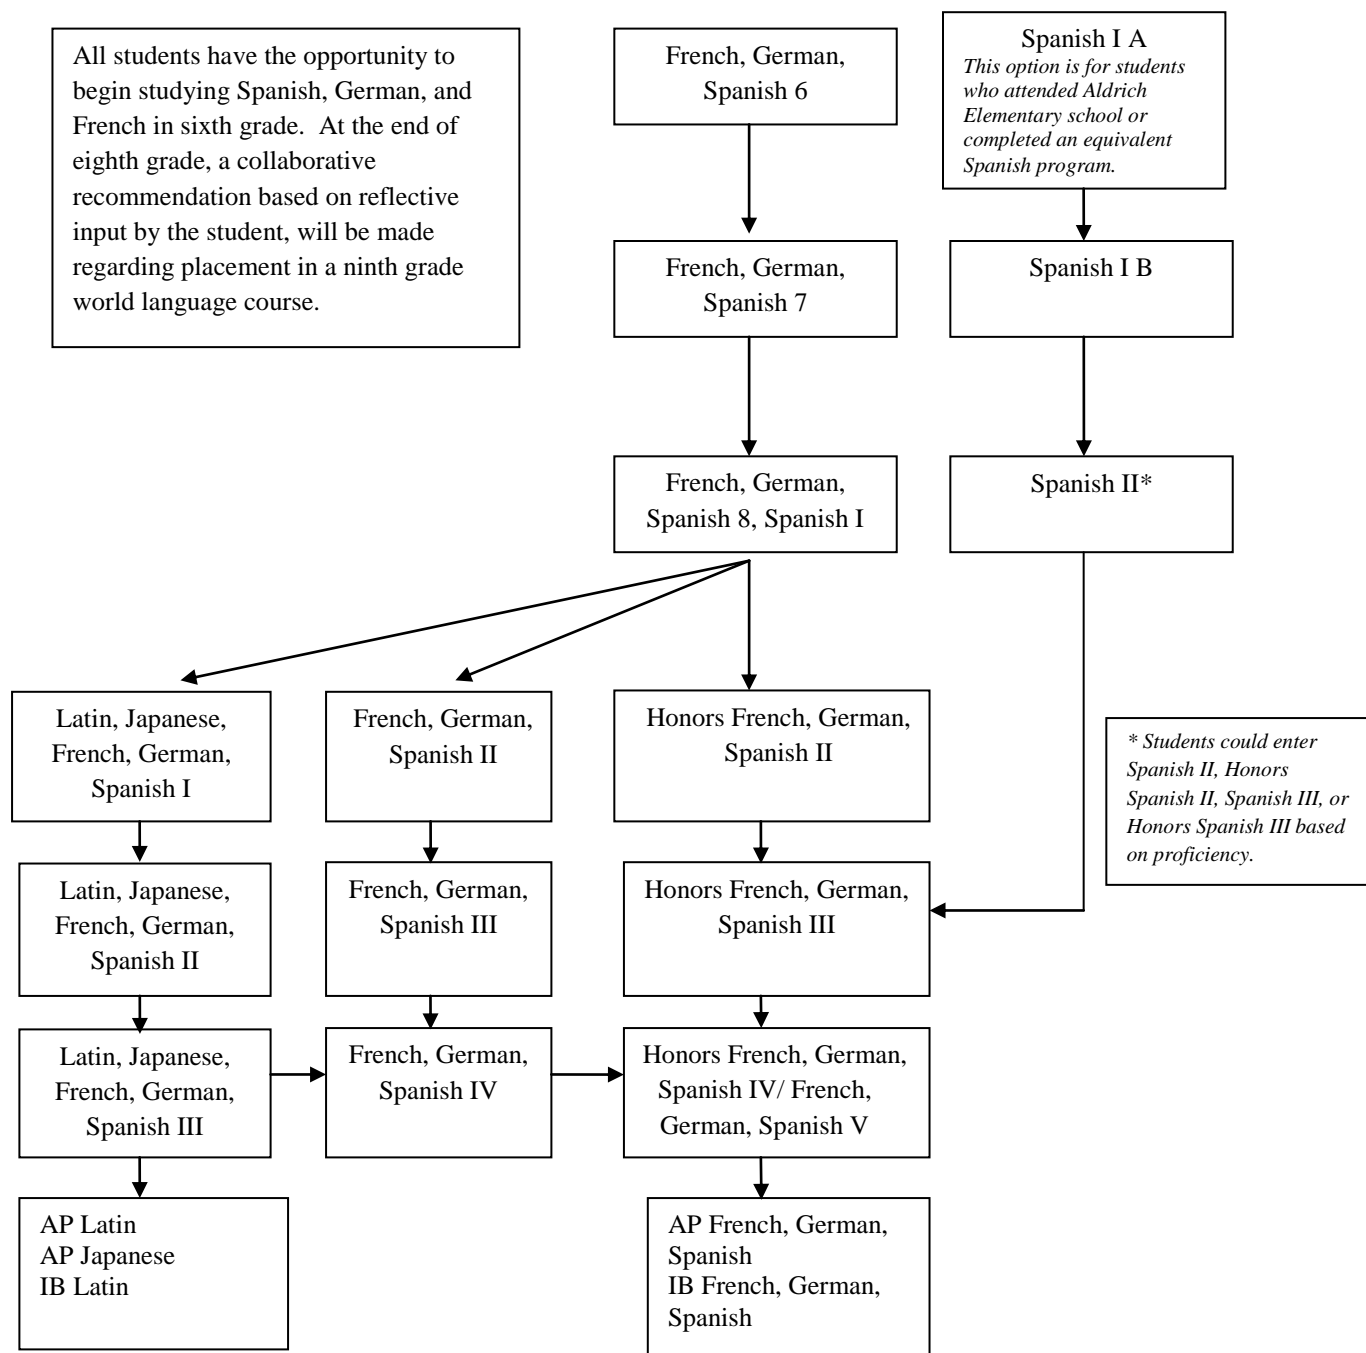 All students have the opportunity to
begin studying Spanish, German, and
French in sixth grade.  At the end of
eighth grade, a collaborative
recommendation based on reflective
input by the student, will be made
regarding placement in a ninth grade
world language course.
French, German,
Spanish 6
Spanish I A
This option is for students
who attended Aldrich
Elementary school or
completed an equivalent
Spanish program.
French, German,
Spanish 7
Spanish I B
French, German,
Spanish 8, Spanish I
Spanish II*
Latin, Japanese,
French, German,
Spanish I
French, German,
Spanish II
Honors French, German,
Spanish II
* Students could enter
Spanish II, Honors
Spanish II, Spanish III, or
Honors Spanish III based
on proficiency.
Latin, Japanese,
French, German,
Spanish II
French, German,
Spanish III
Honors French, German,
Spanish III
Latin, Japanese,
French, German,
Spanish III
French, German,
Spanish IV
Honors French, German,
Spanish IV/ French,
German, Spanish V
AP Latin
AP Japanese
IB Latin
AP French, German,
Spanish
IB French, German,
Spanish